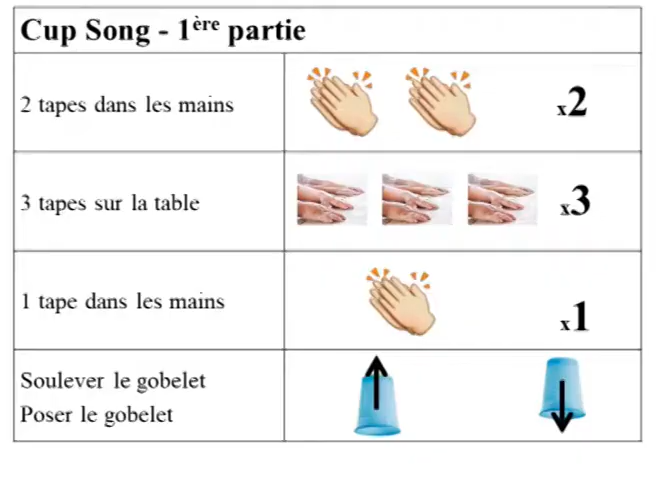 Cup Song - 1ère partie
2 tapes dans les mains
x2
3 tapes sur la table
x3
1 tape dans les mains
x1
Soulever le gobelet
Poser le gobelet